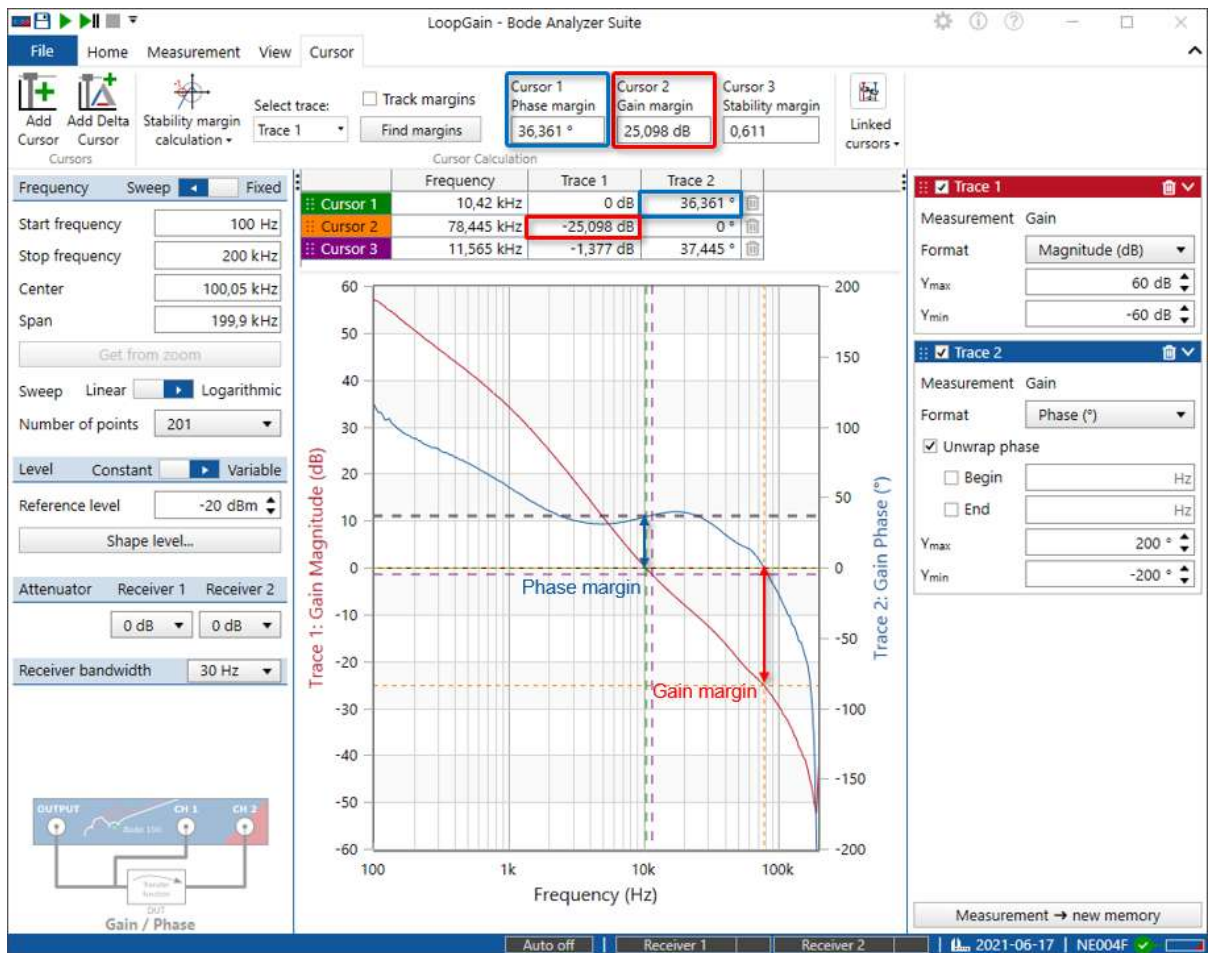 LoopGain - Bode Analyzer Suite
File Home Measurement View Cursor
Add Cursor
Add Delta Cursor
Cursors
Stability margin calculation
Select trace:
Trace 1
Track margins
Find margins
Cursor 1
Phase margin
36,361 °
Cursor 2
Gain margin
25,098 dB
Cursor 3
Stability margin
0,611
Cursor Calculation
Linked cursors
Frequency Sweep Fixed
Start frequency 100 Hz
Stop frequency 200 kHz
Center 100,05 kHz
Span 199,9 kHz
Get from zoom
Sweep Linear Logarithmic
Number of points 201
Level Constant Variable
Reference level -20 dBm
Shape level...
Attenuator Receiver 1 Receiver 2
0 dB 0 dB
Receiver bandwidth 30 Hz
OUTPUT CH 1 CH 2
Bode 100
Transfer function
DUT
Gain / Phase
Frequency Trace 1 Trace 2
Cursor 1 10,42 kHz 0 dB 36,361 °
Cursor 2 78,445 kHz -25,098 dB 0 °
Cursor 3 11,565 kHz -1,377 dB 37,445 °
Trace 1: Gain Magnitude (dB)
60
50
40
30
20
10
0
-10
-20
-30
-40
-50
-60
Phase margin
Gain margin
200
150
100
50
0
-50
-100
-150
-200
Trace 2: Gain Phase (°)
100 1k 10k 100k
Frequency (Hz)
Trace 1
Measurement Gain
Format Magnitude (dB)
Ymax 60 dB
Ymin -60 dB
Trace 2
Measurement Gain
Format Phase (°)
Unwrap phase
Begin Hz
End Hz
Ymax 200 °
Ymin -200 °
Measurement → new memory
Auto off Receiver 1 Receiver 2 2021-06-17 NE004F